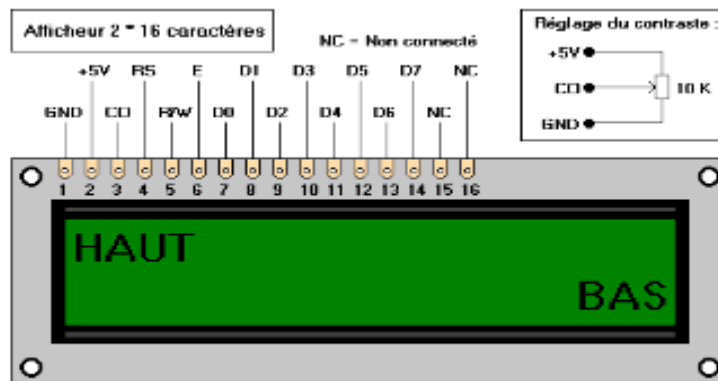 Afficheur 2 * 16 caractères
NC = Non connecté
Réglage du contraste :
+5V
CO
10 K
GND
+5V RS E D1 D3 D5 D7 NC
GND CO R/W D0 D2 D4 D6 NC
1 2 3 4 5 6 7 8 9 10 11 12 13 14 15 16
HAUT
BAS